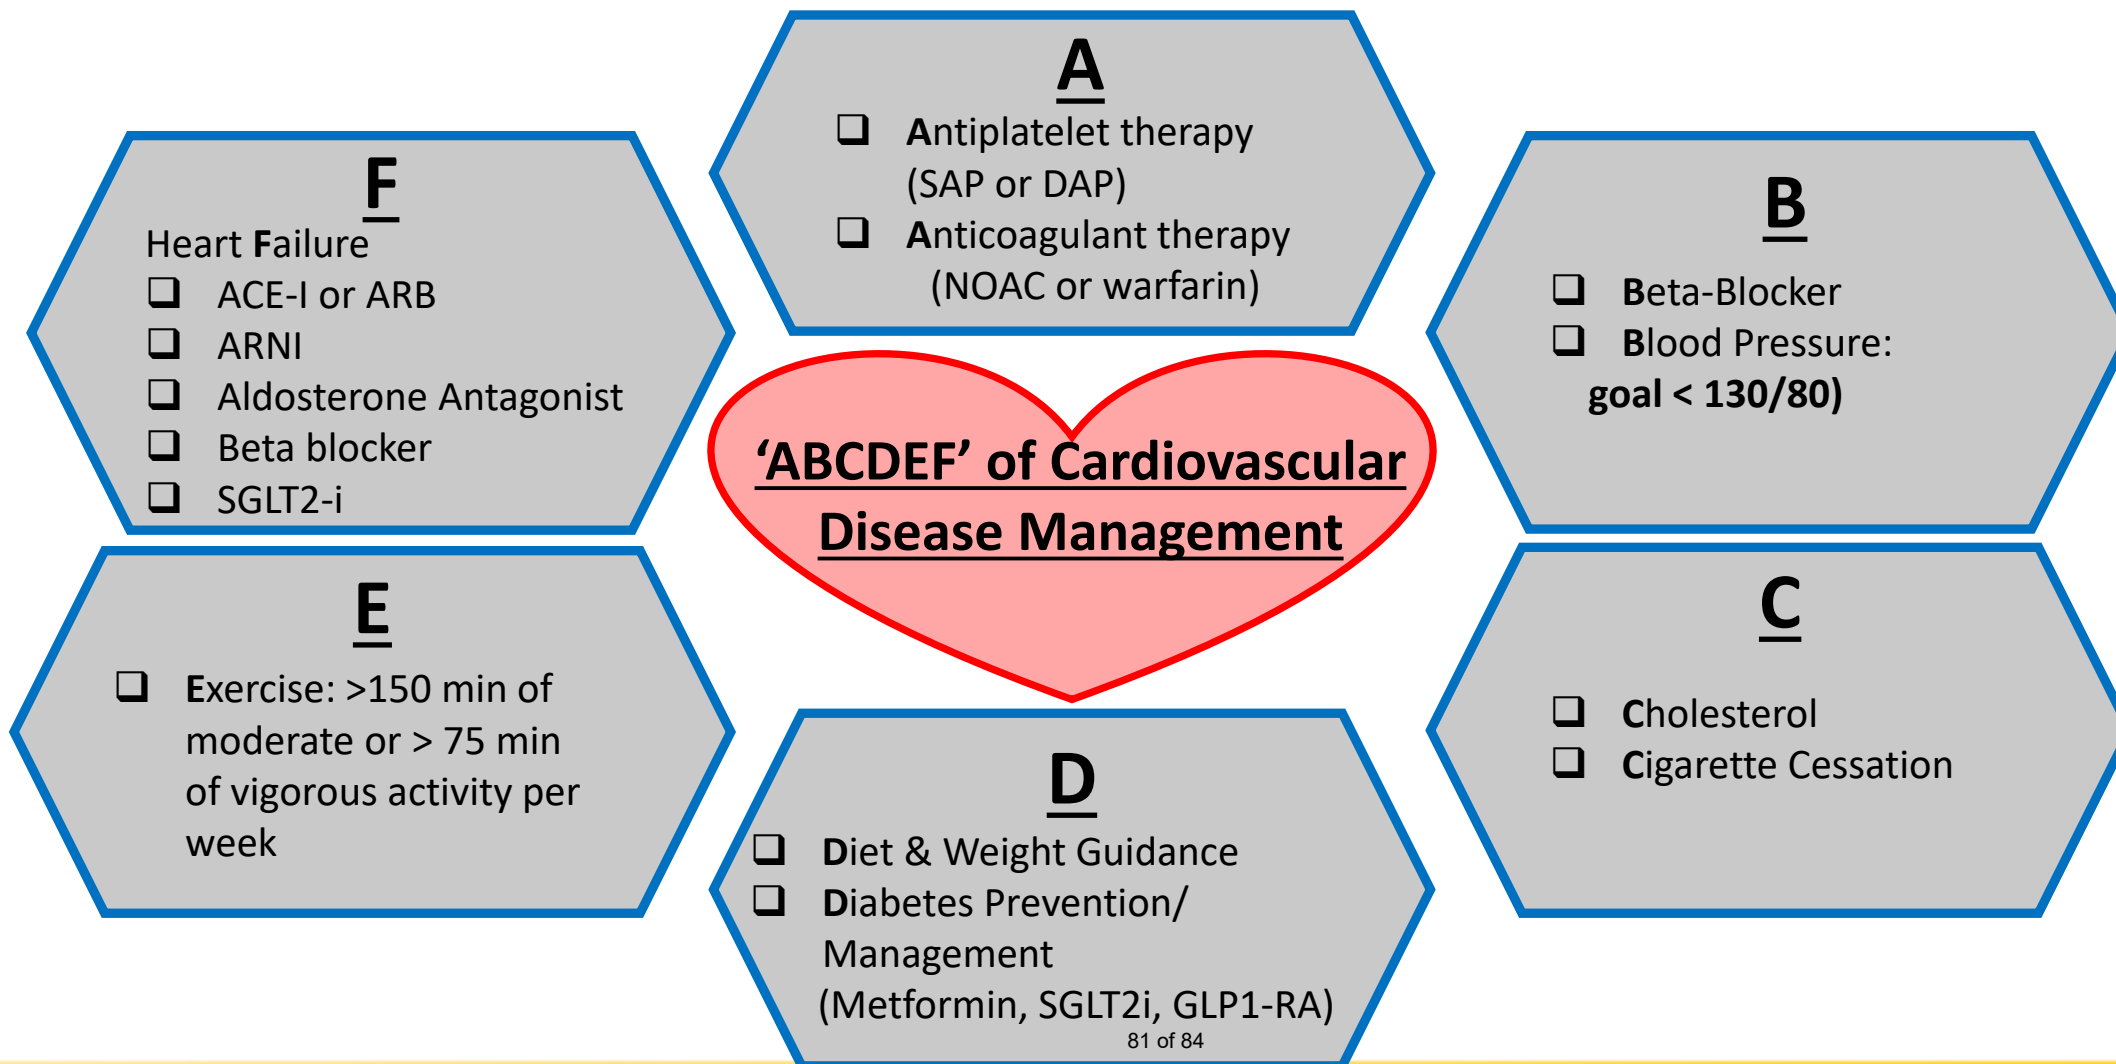 A
❑ Antiplatelet therapy
(SAP or DAP)
❑ Anticoagulant therapy
(NOAC or warfarin)
B
❑ Beta-Blocker
❑ Blood Pressure:
goal < 130/80)
C
❑ Cholesterol
❑ Cigarette Cessation
D
❑ Diet & Weight Guidance
❑ Diabetes Prevention/
Management
(Metformin, SGLT2i, GLP1-RA)
E
❑ Exercise: >150 min of
moderate or > 75 min
of vigorous activity per
week
F
Heart Failure
❑ ACE-I or ARB
❑ ARNI
❑ Aldosterone Antagonist
❑ Beta blocker
❑ SGLT2-i
‘ABCDEF’ of Cardiovascular
Disease Management
81 of 84